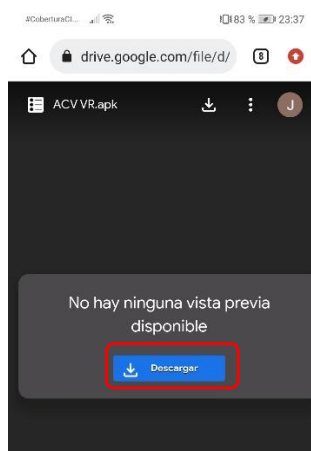 #CoberturaCl... 83 % 23:37
drive.google.com/file/d/ 8
ACV VR.apk J
No hay ninguna vista previa
disponible
Descargar